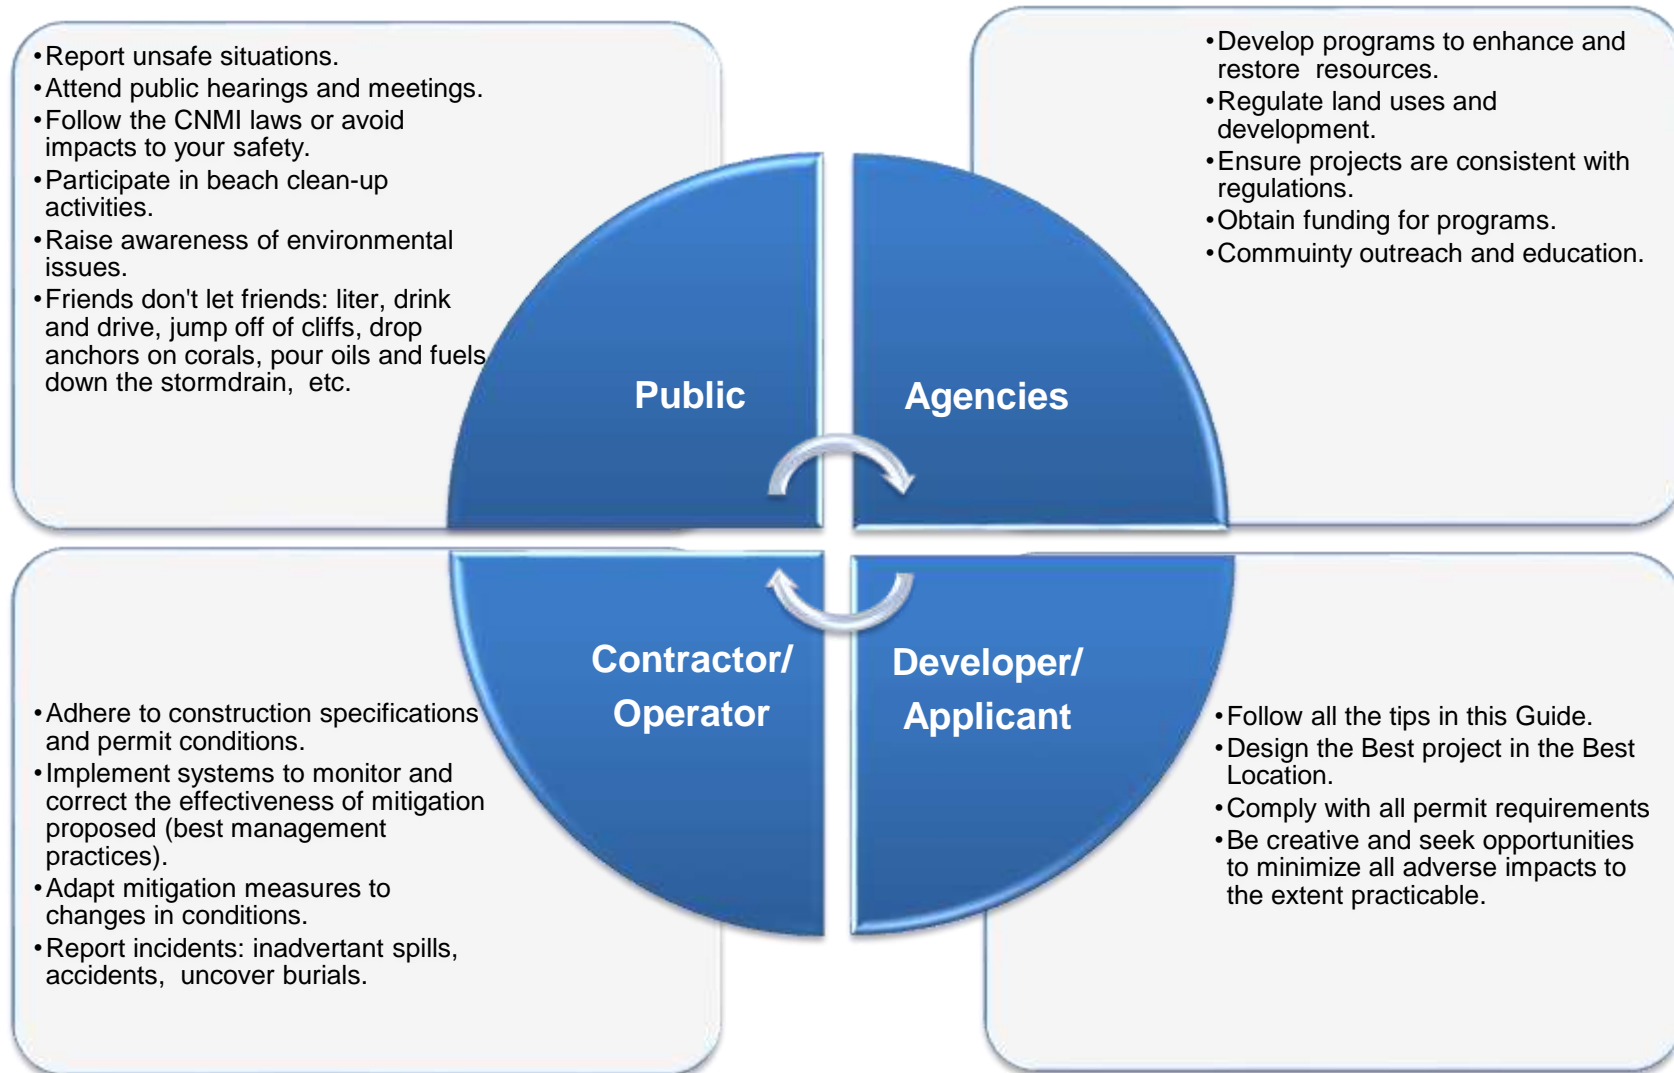 •Report unsafe situations.
•Attend public hearings and meetings.
•Follow the CNMI laws or avoid
impacts to your safety.
•Participate in beach clean-up
activities.
•Raise awareness of environmental
issues.
•Friends don't let friends: liter, drink
and drive, jump off of cliffs, drop
anchors on corals, pour oils and fuels
down the stormdrain,  etc.
Public
•Develop programs to enhance and
restore  resources.
•Regulate land uses and
development.
•Ensure projects are consistent with
regulations.
•Obtain funding for programs.
•Commuinty outreach and education.
Agencies
•Adhere to construction specifications
and permit conditions.
•Implement systems to monitor and
correct the effectiveness of mitigation
proposed (best management
practices).
•Adapt mitigation measures to
changes in conditions.
•Report incidents: inadvertant spills,
accidents,  uncover burials.
Contractor/
Operator
Developer/
Applicant
•Follow all the tips in this Guide.
•Design the Best project in the Best
Location.
•Comply with all permit requirements
•Be creative and seek opportunities
to minimize all adverse impacts to
the extent practicable.